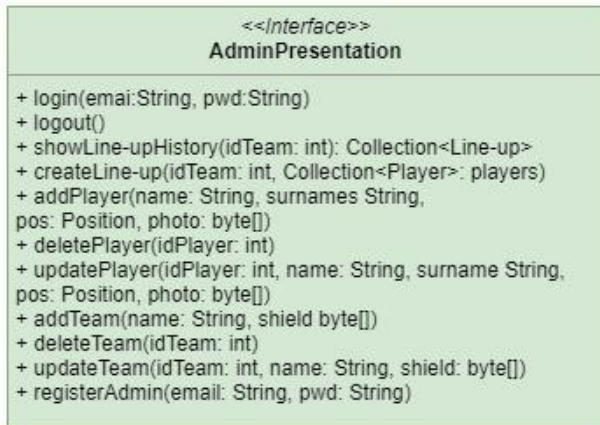 <<Interface>>
AdminPresentation
+ login(emai:String, pwd:String)
+ logout()
+ showLine-upHistory(idTeam: int): Collection<Line-up>
+ createLine-up(idTeam: int, Collection<Player>: players)
+ addPlayer(name: String, surnames String,
pos: Position, photo: byte[])
+ deletePlayer(idPlayer: int)
+ updatePlayer(idPlayer: int, name: String, surname String,
pos: Position, photo: byte[])
+ addTeam(name: String, shield byte[])
+ deleteTeam(idTeam: int)
+ updateTeam(idTeam: int, name: String, shield: byte[])
+ registerAdmin(email: String, pwd: String)